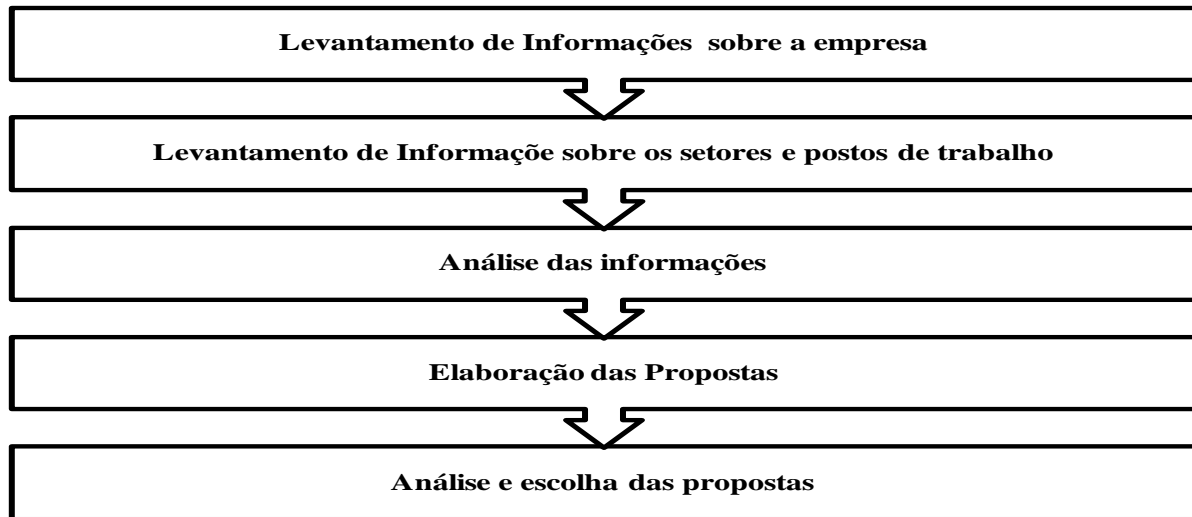 Levantamento de Informações sobre a empresa
Levantamento de Informaçõe sobre os setores e postos de trabalho
Análise das informações
Elaboração das Propostas
Análise e escolha das propostas